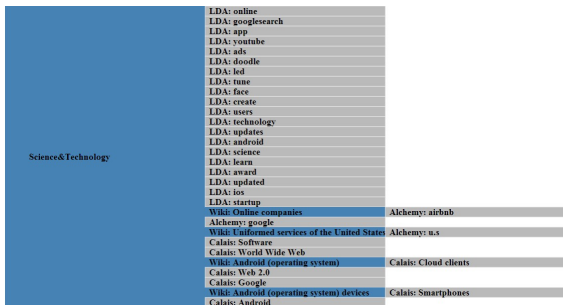 LDA: online
LDA: googlesearch
LDA: app
LDA: youtube
LDA: ads
LDA: doodle
LDA: led
LDA: tune
LDA: face
LDA: create
LDA: users
LDA: technology
LDA: updates
LDA: android
Science&Technology
LDA: science
LDA: learn
LDA: award
LDA: updated
LDA: ios
LDA: startup
Wiki: Online companies Alchemy: airbnb
Alchemy: google
Wiki: Uniformed services of the United States Alchemy: u.s
Calais: Software
Calais: World Wide Web
Wiki: Android (operating system) Calais: Cloud clients
Calais: Web 2.0
Calais: Google
Wiki: Android (operating system) devices Calais: Smartphones
Calais: Android